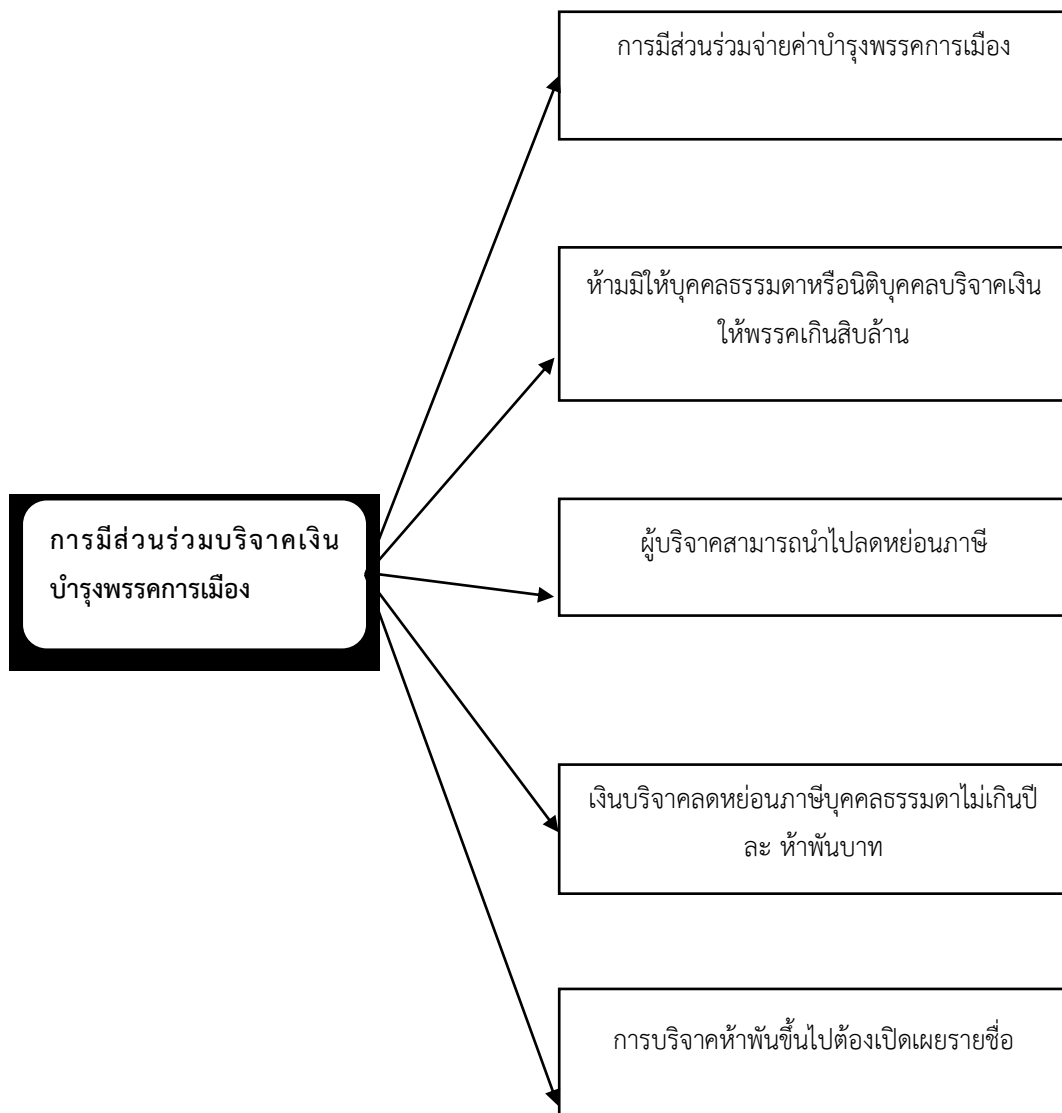 การมีส่วนร่วมจ่ายค่าบำรุงพรรคการเมือง
ห้ามมิให้บุคคลธรรมดาหรือนิติบุคคลบริจาคเงิน
ให้พรรคเกินสิบล้าน
การมีส่วนร่วมบริจาคเงิน
บำรุงพรรคการเมือง
ผู้บริจาคสามารถนำไปลดหย่อนภาษี
เงินบริจาคลดหย่อนภาษีบุคคลธรรมดาไม่เกินปี
ละ ห้าพันบาท
การบริจาคห้าพันขึ้นไปต้องเปิดเผยรายชื่อ